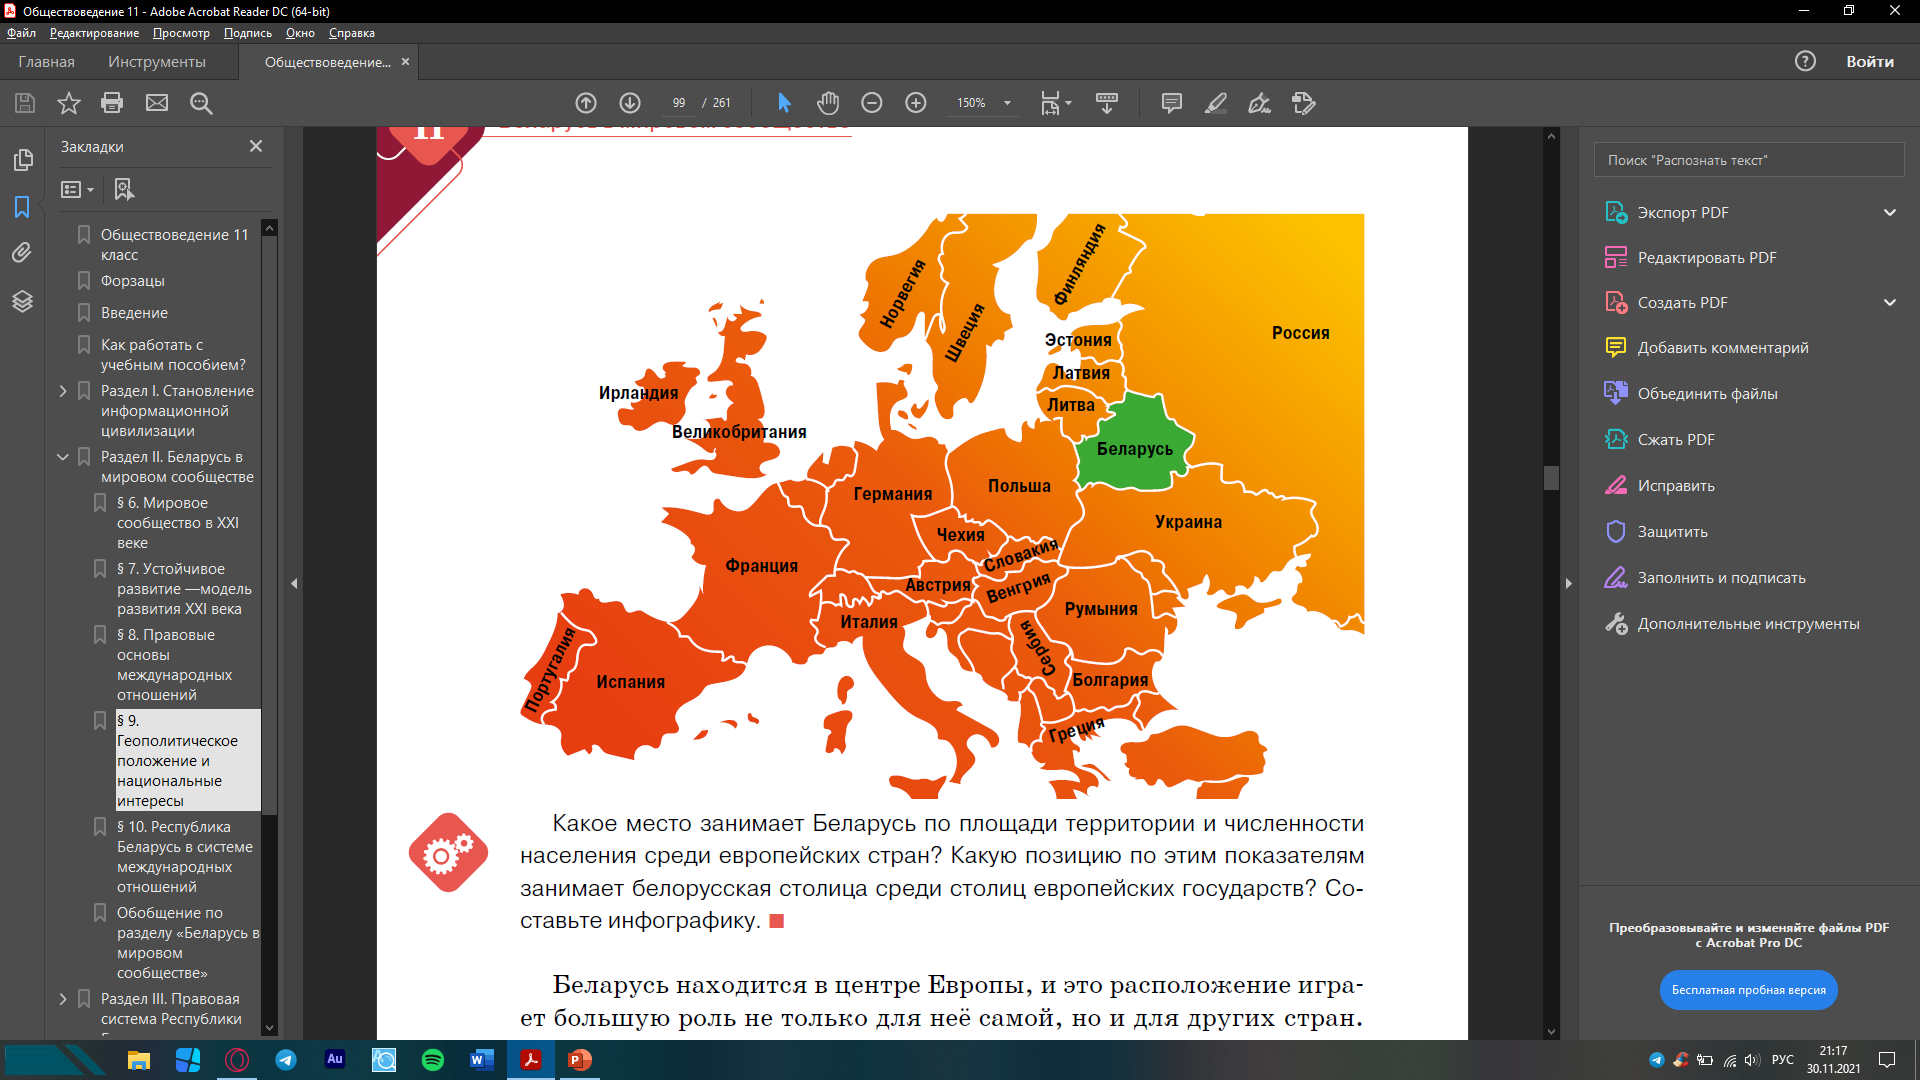 Обществоведение 11 - Adobe Acrobat Reader DC (64-bit)
Файл Редактирование Просмотр Подпись Окно Справка
Главная Инструменты Обществоведение... ×
? Войти
99 / 261 150%
Закладки
Обществоведение 11
класс
Форзацы
Введение
Как работать с
учебным пособием?
Раздел I. Становление
информационной
цивилизации
Раздел II. Беларусь в
мировом сообществе
§ 6. Мировое
сообщество в XXI
веке
§ 7. Устойчивое
развитие —модель
развития XXI века
§ 8. Правовые
основы
международных
отношений
§ 9.
Геополитическое
положение и
национальные
интересы
§ 10. Республика
Беларусь в системе
международных
отношений
Обобщение по
разделу «Беларусь в
мировом
сообществе»
Раздел III. Правовая
система Республики
11
Норвегия
Швеция
Финляндия
Россия
Эстония
Латвия
Литва
Беларусь
Ирландия
Великобритания
Германия
Польша
Украина
Чехия
Словакия
Франция
Австрия
Венгрия
Румыния
Италия
Сербия
Португалия
Испания
Болгария
Греция
Какое место занимает Беларусь по площади территории и численности
населения среди европейских стран? Какую позицию по этим показателям
занимает белорусская столица среди столиц европейских государств? Со-
ставьте инфографику.
Беларусь находится в центре Европы, и это расположение игра-
ет большую роль не только для неё самой, но и для других стран.
Поиск "Распознать текст"
Экспорт PDF
Редактировать PDF
Создать PDF
Добавить комментарий
Объединить файлы
Сжать PDF
Исправить
Защитить
Заполнить и подписать
Дополнительные инструменты
Преобразовывайте и изменяйте файлы PDF
с Acrobat Pro DC
Бесплатная пробная версия
Au
W
P
РУС
21:17
30.11.2021